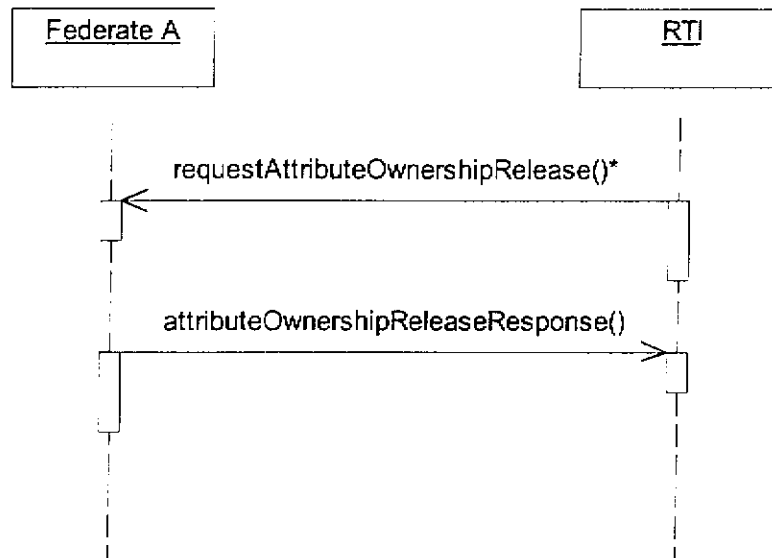 Federate A
RTI
requestAttributeOwnershipRelease()*
attributeOwnershipReleaseResponse()